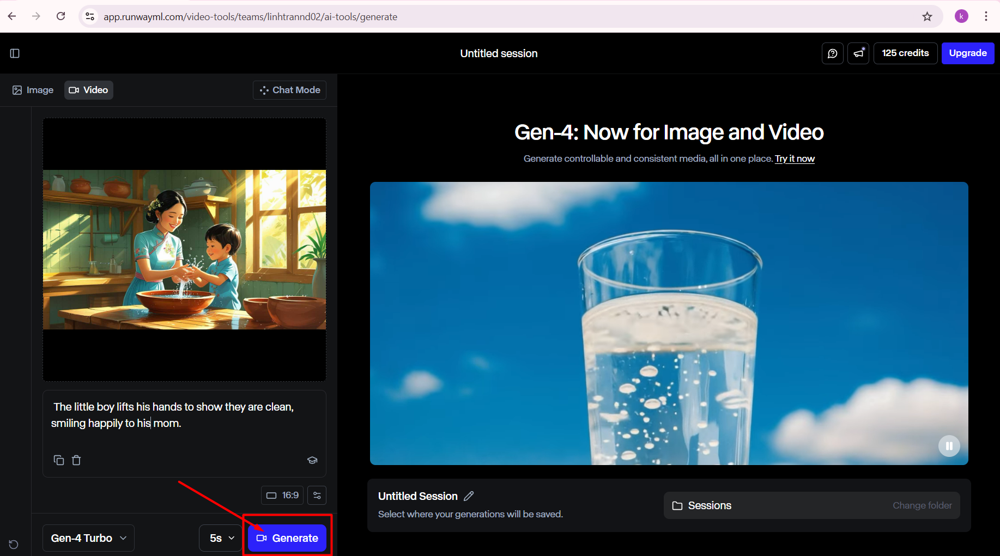 app.runwayml.com/video-tools/teams/linhtrannd02/ai-tools/generate
k
Untitled session
125 credits
Upgrade
Image
Video
Chat Mode
Gen-4: Now for Image and Video
Generate controllable and consistent media, all in one place. Try it now
The little boy lifts his hands to show they are clean,
smiling happily to his mom.
16:9
Untitled Session
Select where your generations will be saved.
Sessions
Change folder
Gen-4 Turbo
5s
Generate